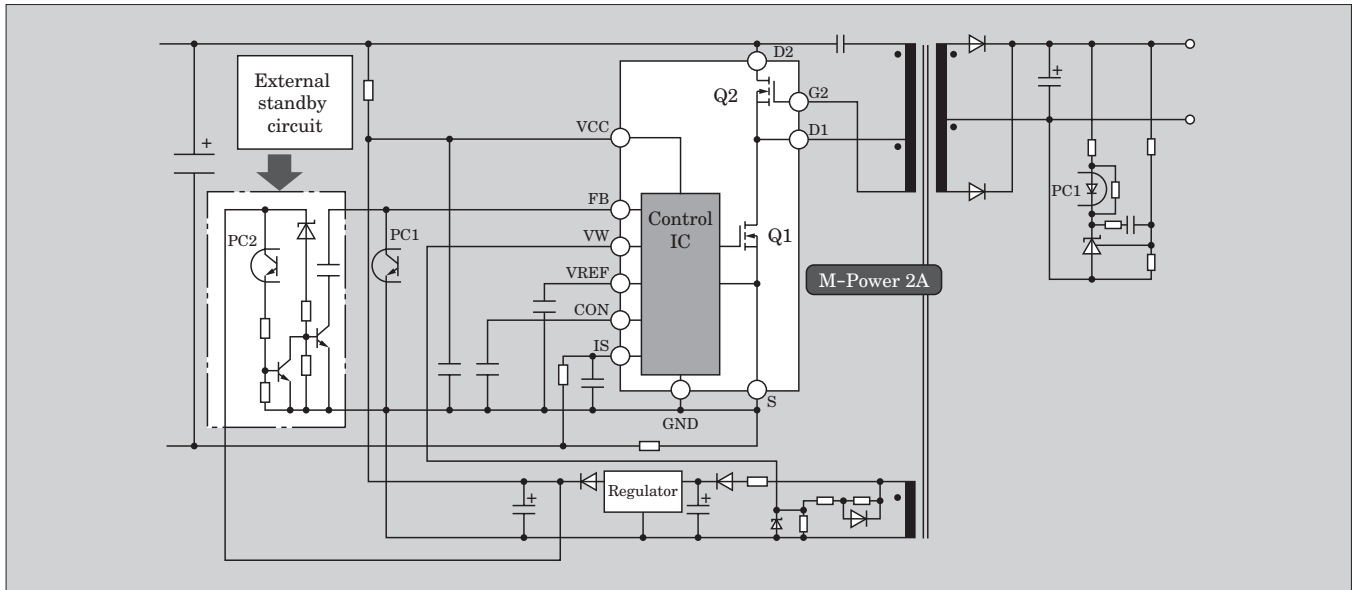 External
standby
circuit
D2
Q2
G2
VCC
D1
FB
Control
IC
PC1
PC2
PC1
VW
Q1
VREF
M-Power 2A
CON
IS
S
GND
Regulator
+
+
+
+